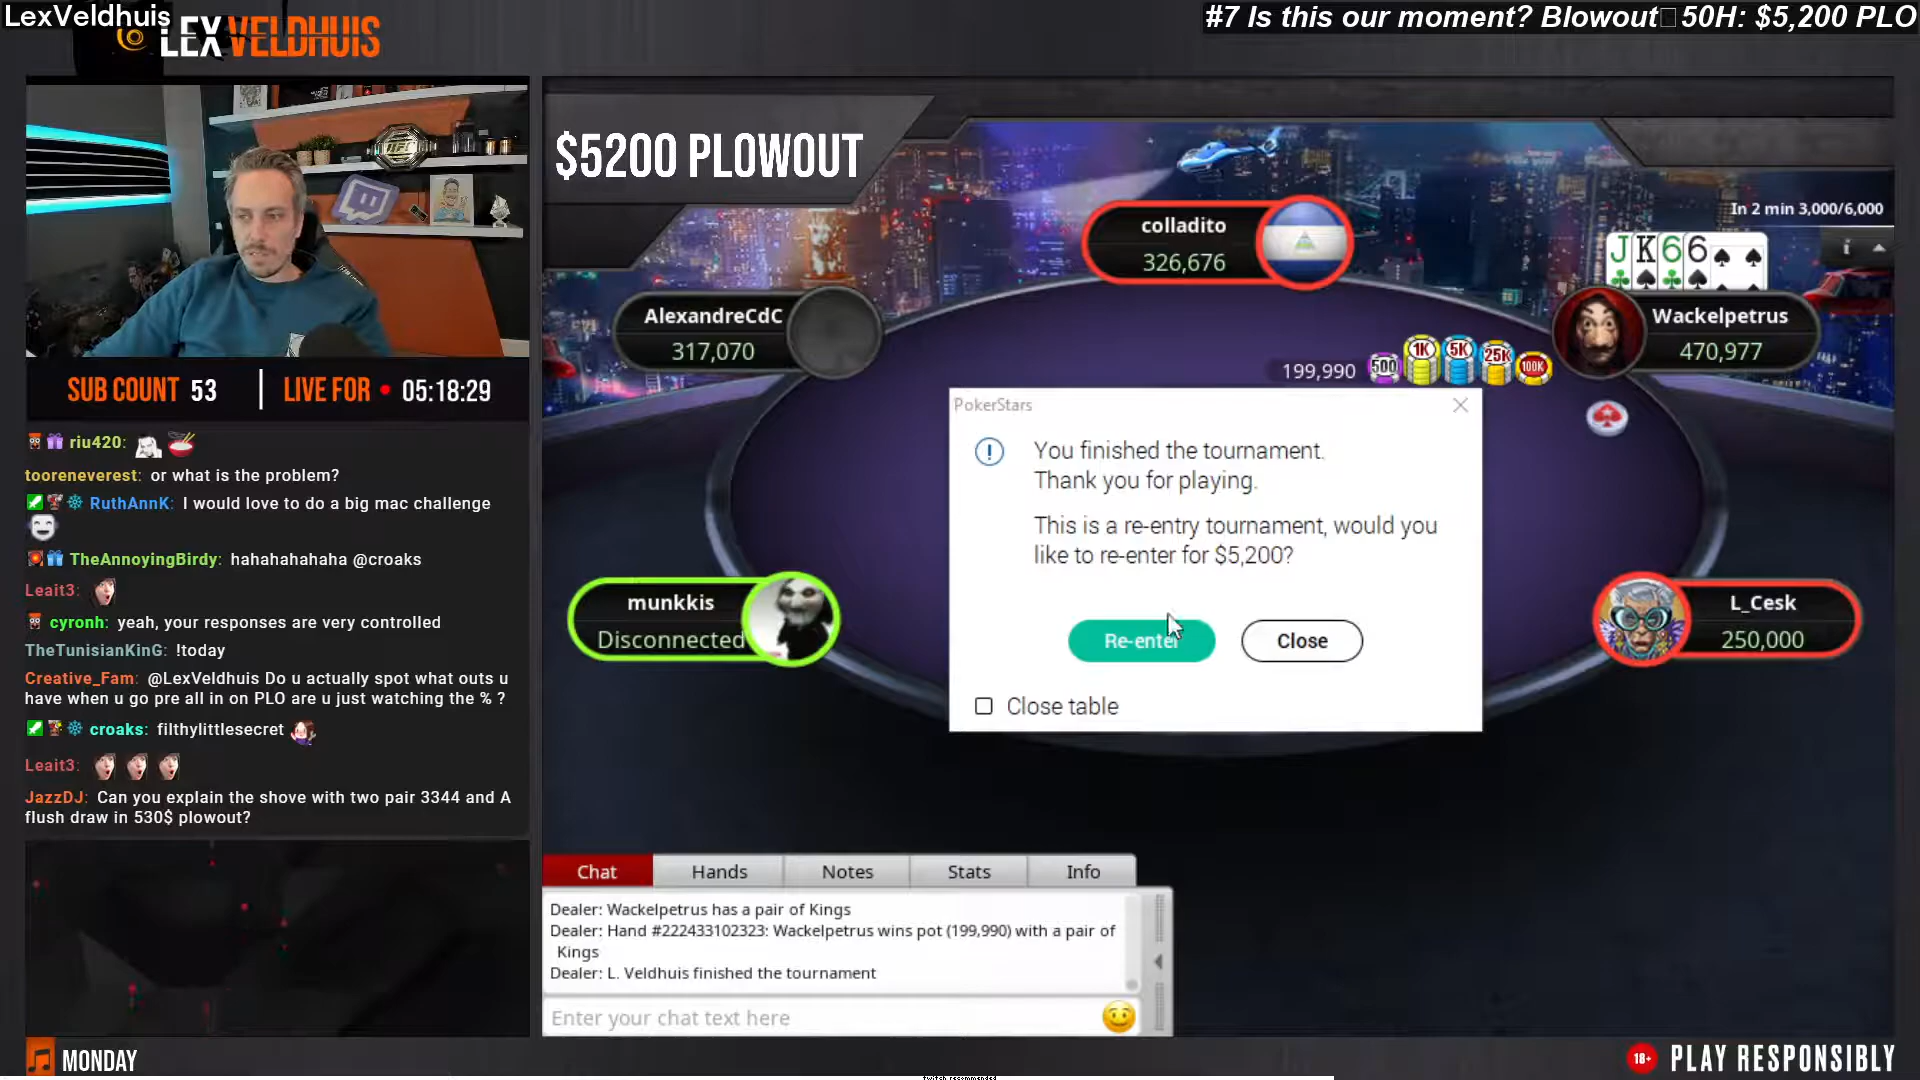 LexVeldhuis
#7 Is this our moment? Blowout 50H: $5,200 PLO
LEX VELDHUIS
$5200 PLOWOUT
In 2 min 3,000/6,000
colladito
326,676
J K 6 6
AlexandreCdC
317,070
Wackelpetrus
470,977
199,990
500
1K
5K
25K
100K
SUB COUNT 53
LIVE FOR 05:18:29
PokerStars
You finished the tournament.
Thank you for playing.
This is a re-entry tournament, would you
like to re-enter for $5,200?
Re-enter
Close
Close table
munkkis
Disconnected
L_Cesk
250,000
riu420:
tooreneverest: or what is the problem?
RuthAnnK: I would love to do a big mac challenge
TheAnnoyingBirdy: hahahahahaha @croaks
Leait3:
cyronh: yeah, your responses are very controlled
TheTunisianKinG: !today
Creative_Fam: @LexVeldhuis Do u actually spot what outs u
have when u go pre all in on PLO are u just watching the % ?
croaks: filthylittlesecret
Leait3:
JazzDJ: Can you explain the shove with two pair 3344 and A
flush draw in 530$ plowout?
Chat
Hands
Notes
Stats
Info
Dealer: Wackelpetrus has a pair of Kings
Dealer: Hand #222433102323: Wackelpetrus wins pot (199,990) with a pair of
Kings
Dealer: L. Veldhuis finished the tournament
Enter your chat text here
MONDAY
18+ PLAY RESPONSIBLY